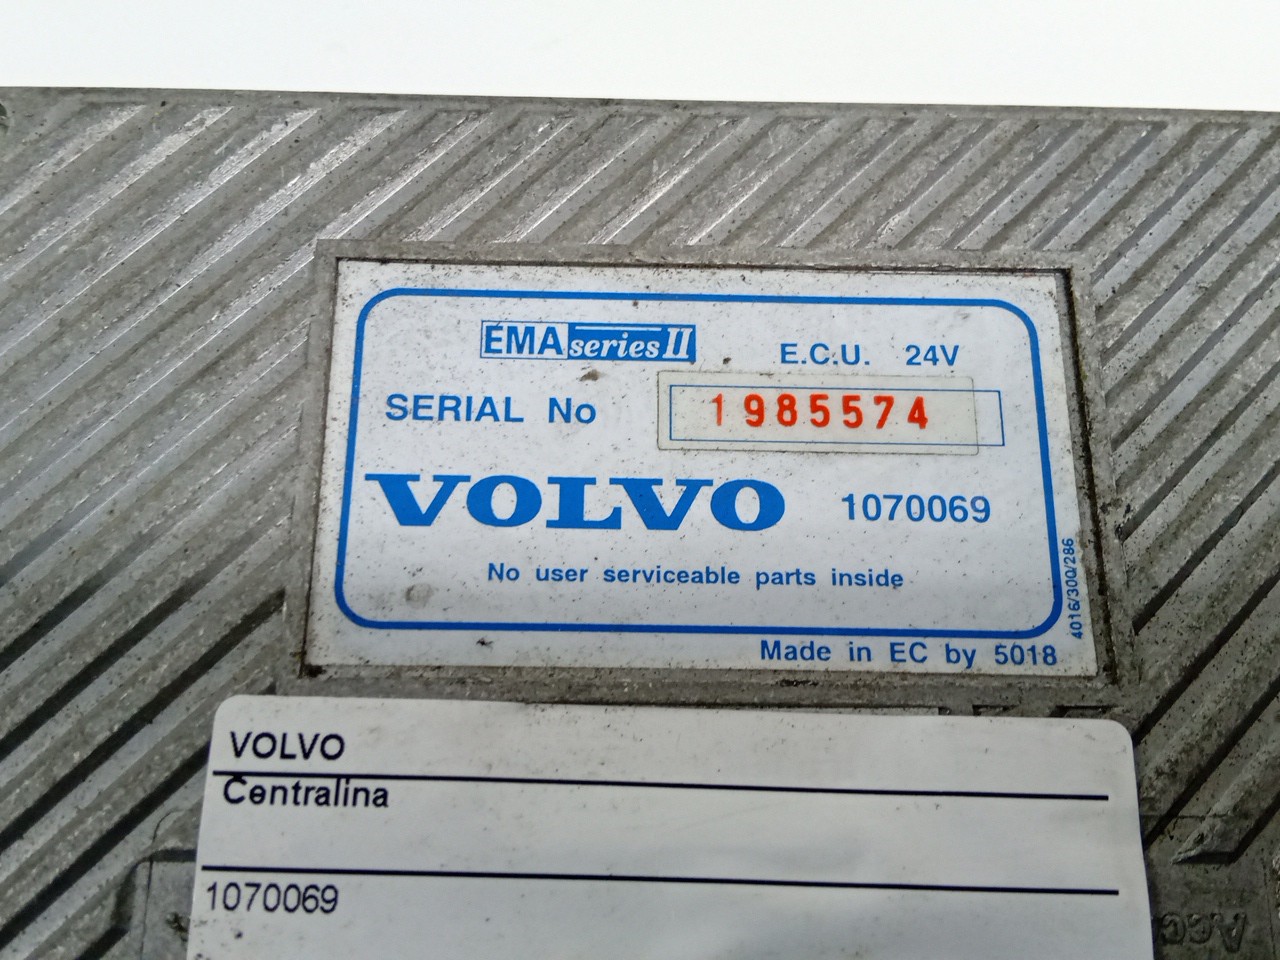 EMA series II E.C.U. 24V
SERIAL No 1985574
VOLVO 1070069
No user serviceable parts inside
4016/300/286
Made in EC by 5018
VOLVO
Centralina
1070069